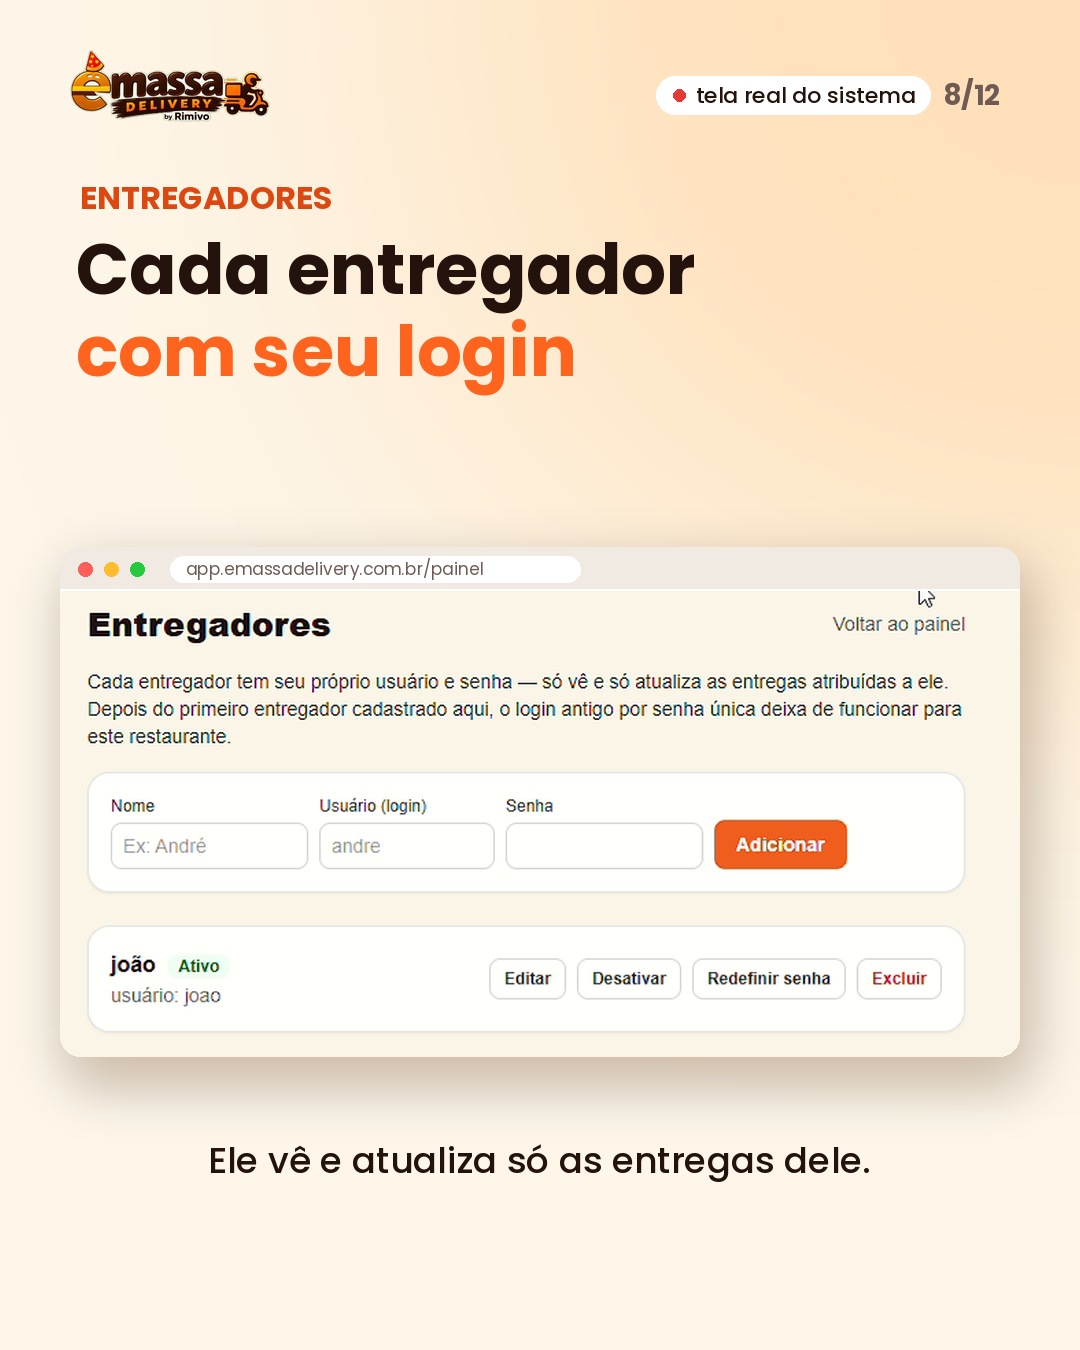 êmassa
DELIVERY
by Rimivo
tela real do sistema
8/12
ENTREGADORES
Cada entregador
com seu login
app.emassadelivery.com.br/painel
Entregadores
Voltar ao painel
Cada entregador tem seu próprio usuário e senha — só vê e só atualiza as entregas atribuídas a ele.
Depois do primeiro entregador cadastrado aqui, o login antigo por senha única deixa de funcionar para
este restaurante.
Nome
Usuário (login)
Senha
Ex: André
andre
Adicionar
joão
Ativo
usuário: joao
Editar
Desativar
Redefinir senha
Excluir
Ele vê e atualiza só as entregas dele.